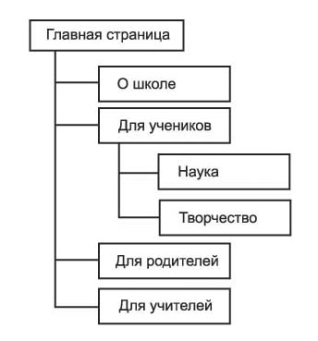 Главная страница
О школе
Для учеников
Наука
Творчество
Для родителей
Для учителей